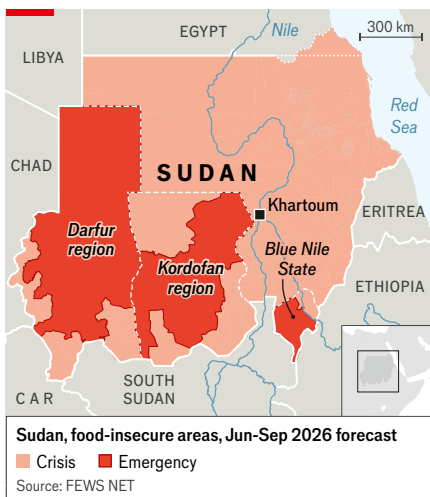 EGYPT
Nile
300 km
LIBYA
Red
Sea
CHAD
SUDAN
Khartoum
ERITREA
Darfur
region
Blue Nile
State
Kordofan
region
ETHIOPIA
SOUTH
SUDAN
CAR
Sudan, food-insecure areas, Jun-Sep 2026 forecast
Crisis
Emergency
Source: FEWS NET